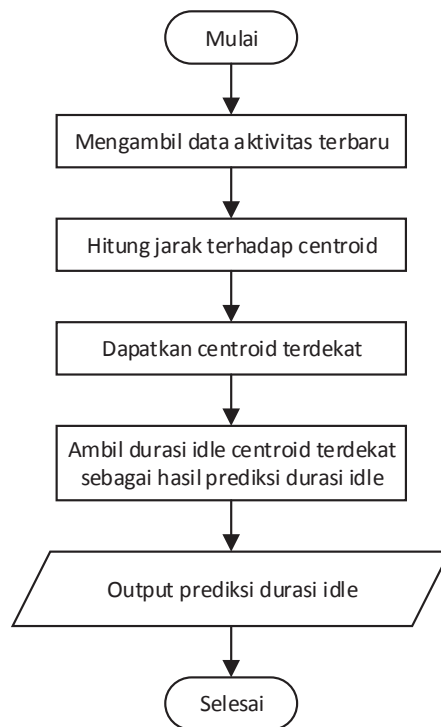 Mulai
Mengambil data aktivitas terbaru
Hitung jarak terhadap centroid
Dapatkan centroid terdekat
Ambil durasi idle centroid terdekat
sebagai hasil prediksi durasi idle
Output prediksi durasi idle
Selesai